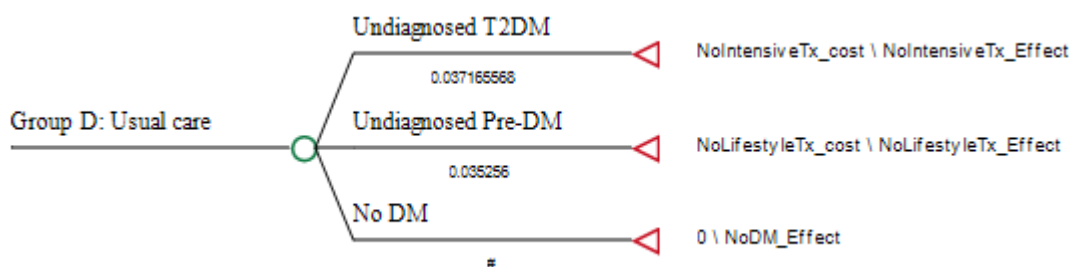 Undiagnosed T2DM
0.037165568
NoIntensiveTx_cost \ NoIntensiveTx_Effect
Group D: Usual care
Undiagnosed Pre-DM
0.035256
NoLifestyleTx_cost \ NoLifestyleTx_Effect
No DM
#
0 \ NoDM_Effect